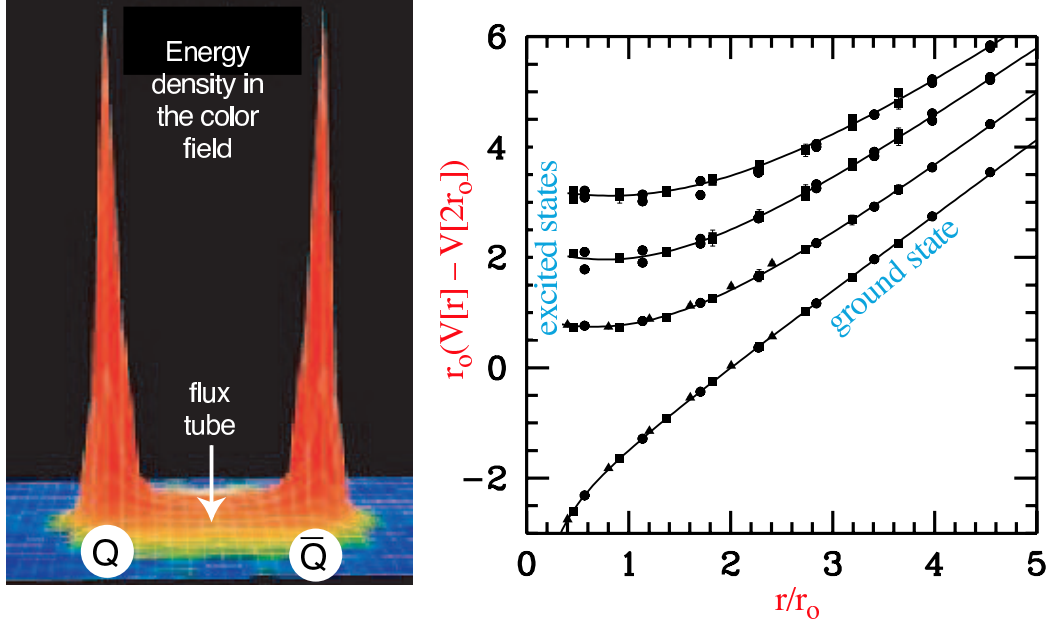 Energy
density in
the color
field
flux
tube
Q
Q̅
r₀(V[r] − V[2r₀])
excited states
ground state
6
4
2
0
−2
0
1
2
3
4
5
r/r₀